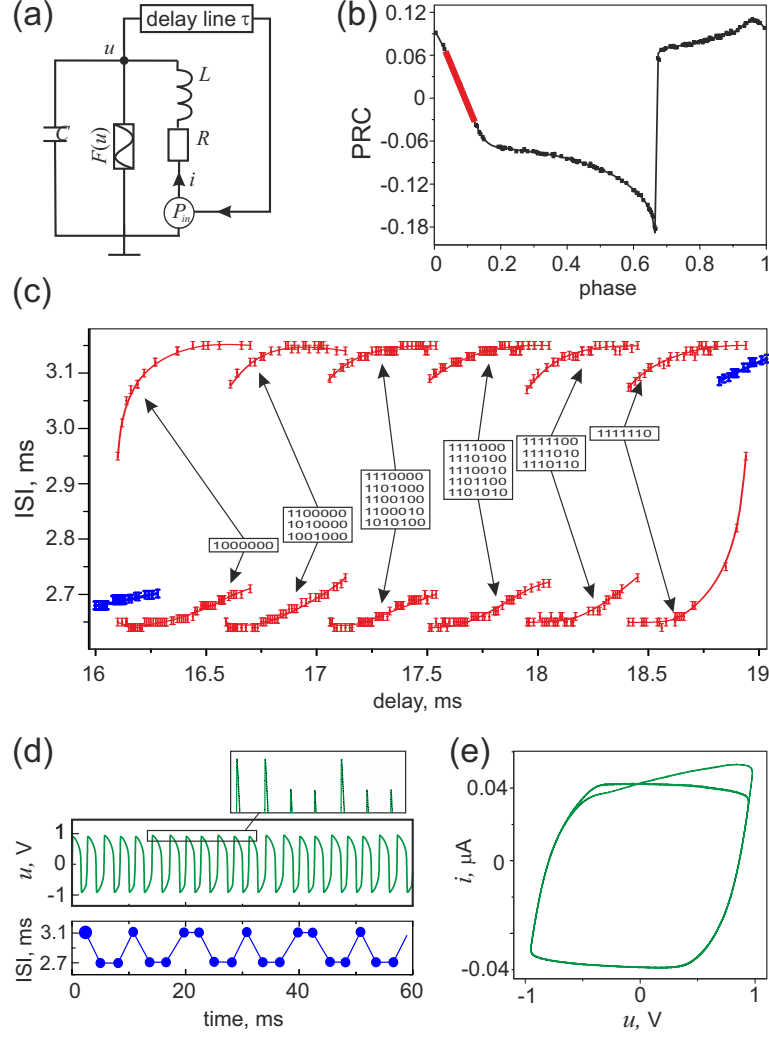 (a)
delay line τ
u
L
C
F(u)
R
i
P_in
(b)
0.12
0.06
0
-0.06
-0.12
-0.18
PRC
0 0.2 0.4 0.6 0.8 1
phase
(c)
3.1
3.0
2.9
2.8
2.7
ISI, ms
1000000
1100000
1010000
1001000
1110000
1101000
1100100
1100010
1010100
1111000
1110100
1110010
1101100
1101010
1111100
1111010
1110110
1111110
16 16.5 17 17.5 18 18.5 19
delay, ms
(d)
1
0
-1
u, V
3.1
2.7
ISI, ms
0 20 40 60
time, ms
(e)
0.04
0
-0.04
i, μA
-1 0 1
u, V